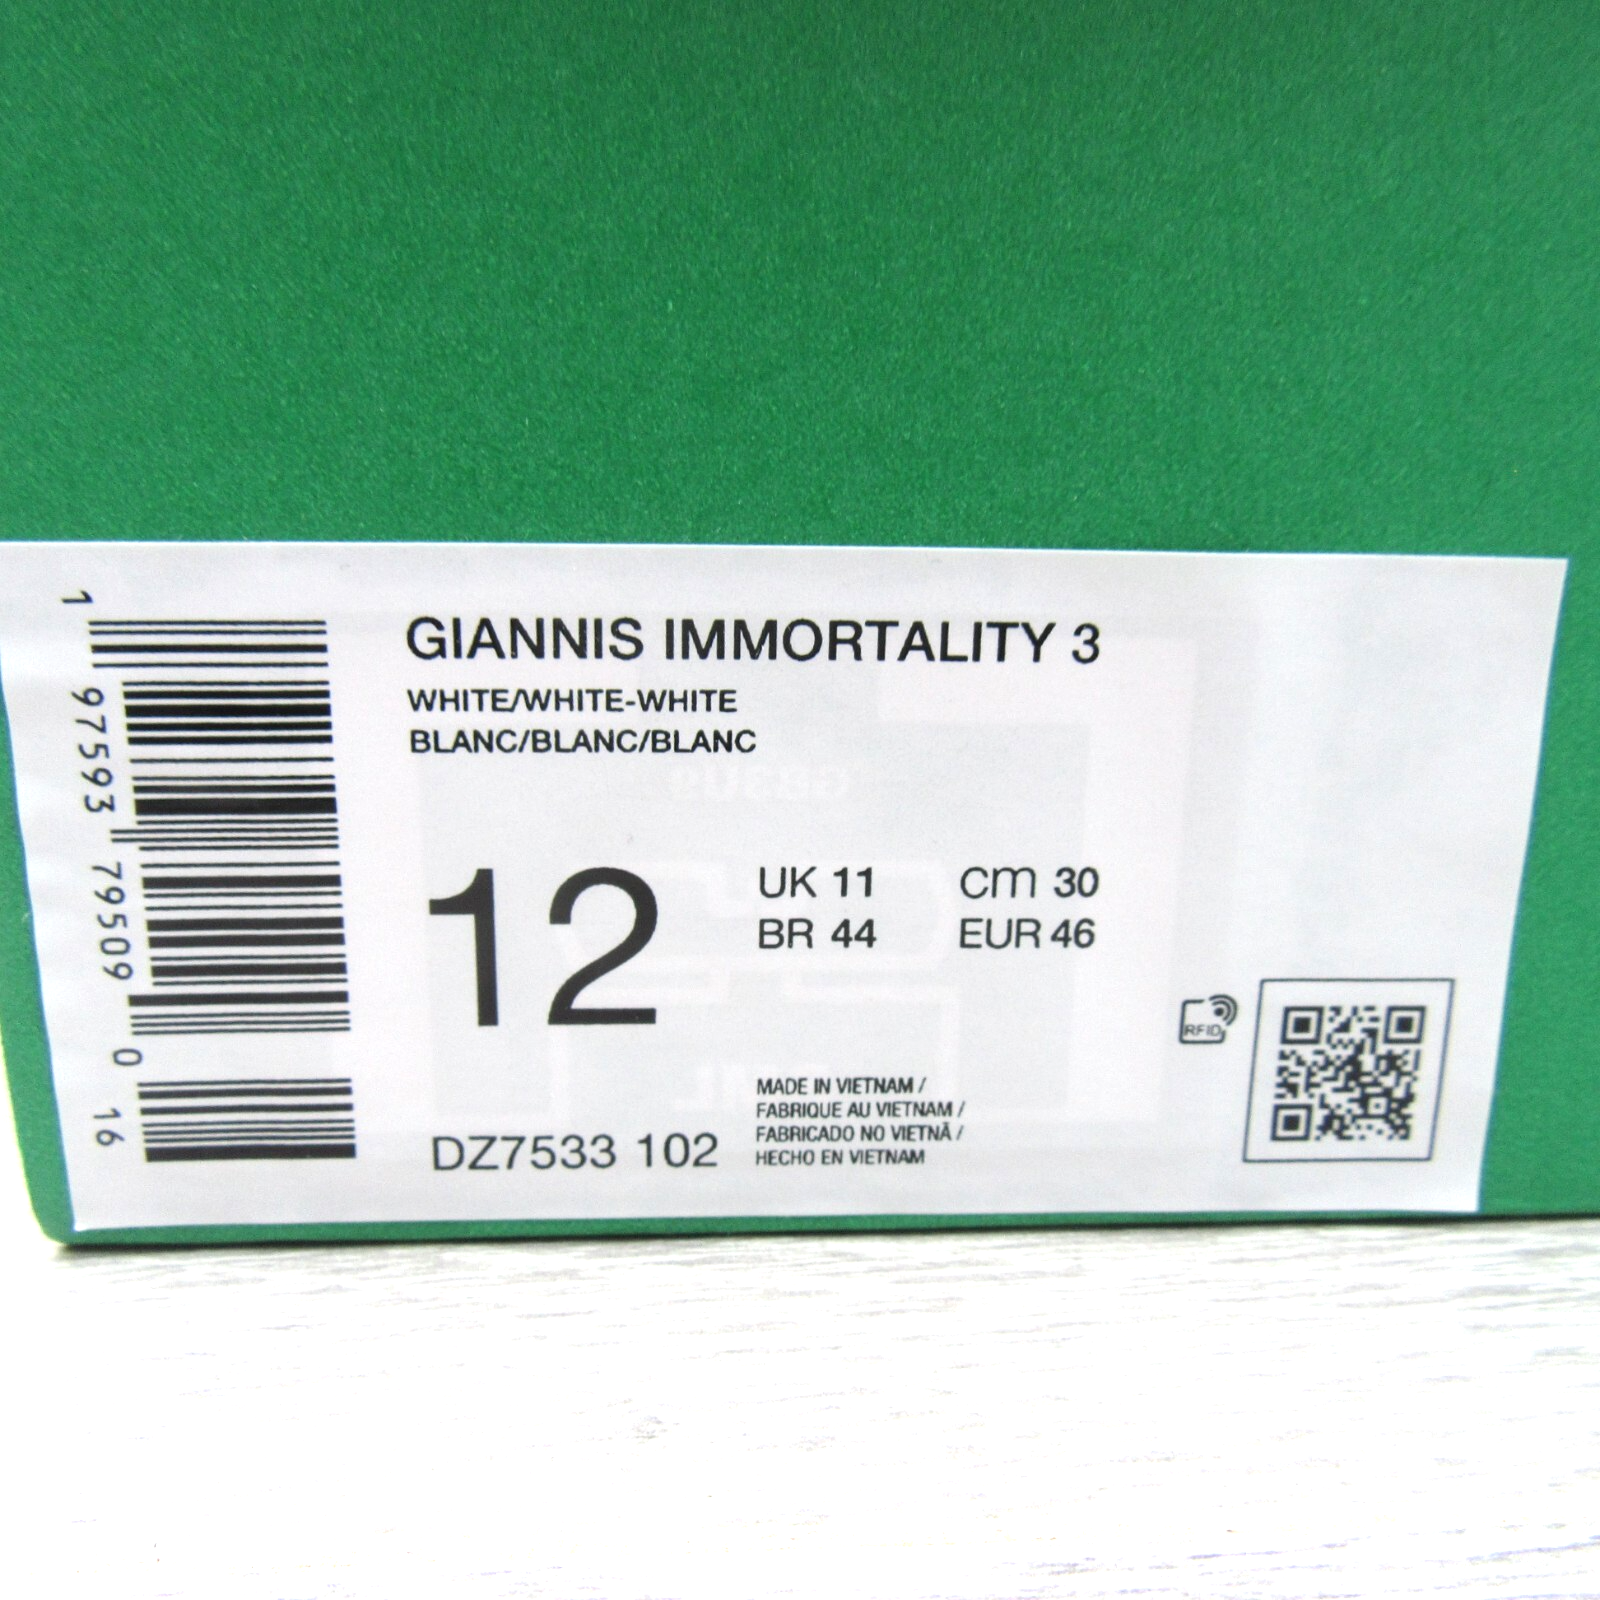 GIANNIS IMMORTALITY 3
WHITE/WHITE-WHITE
BLANC/BLANC/BLANC
12
UK 11
CM 30
BR 44
EUR 46
RFID
MADE IN VIETNAM /
FABRIQUE AU VIETNAM /
FABRICADO NO VIETNÃ /
HECHO EN VIETNAM
DZ7533 102
1 97593 79509 0 16